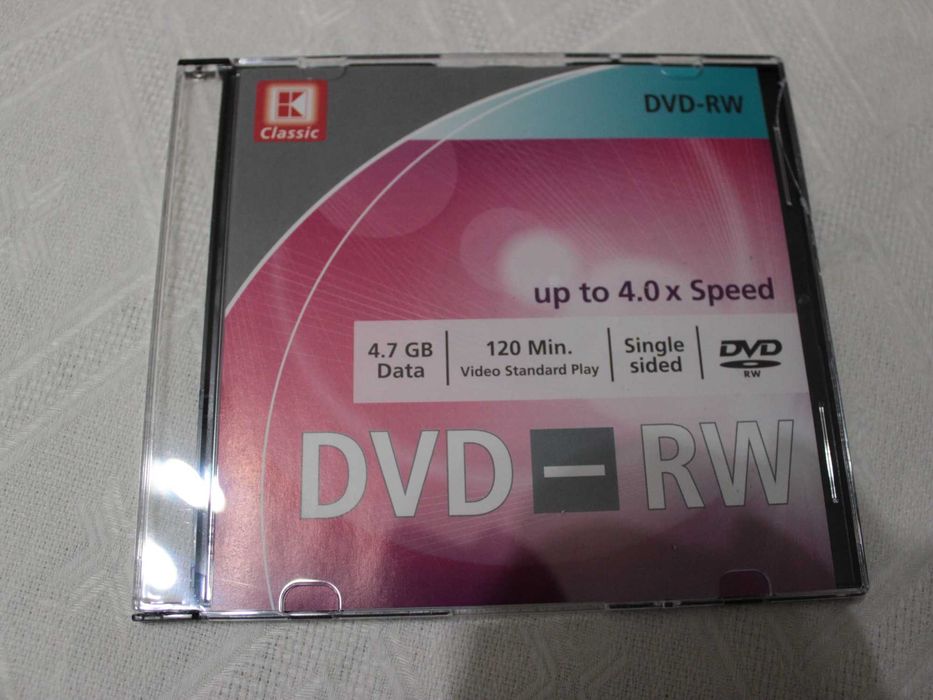 K
Classic
DVD-RW
up to 4.0 x Speed
4.7 GB
Data
120 Min.
Video Standard Play
Single
sided
DVD
RW
DVD - RW